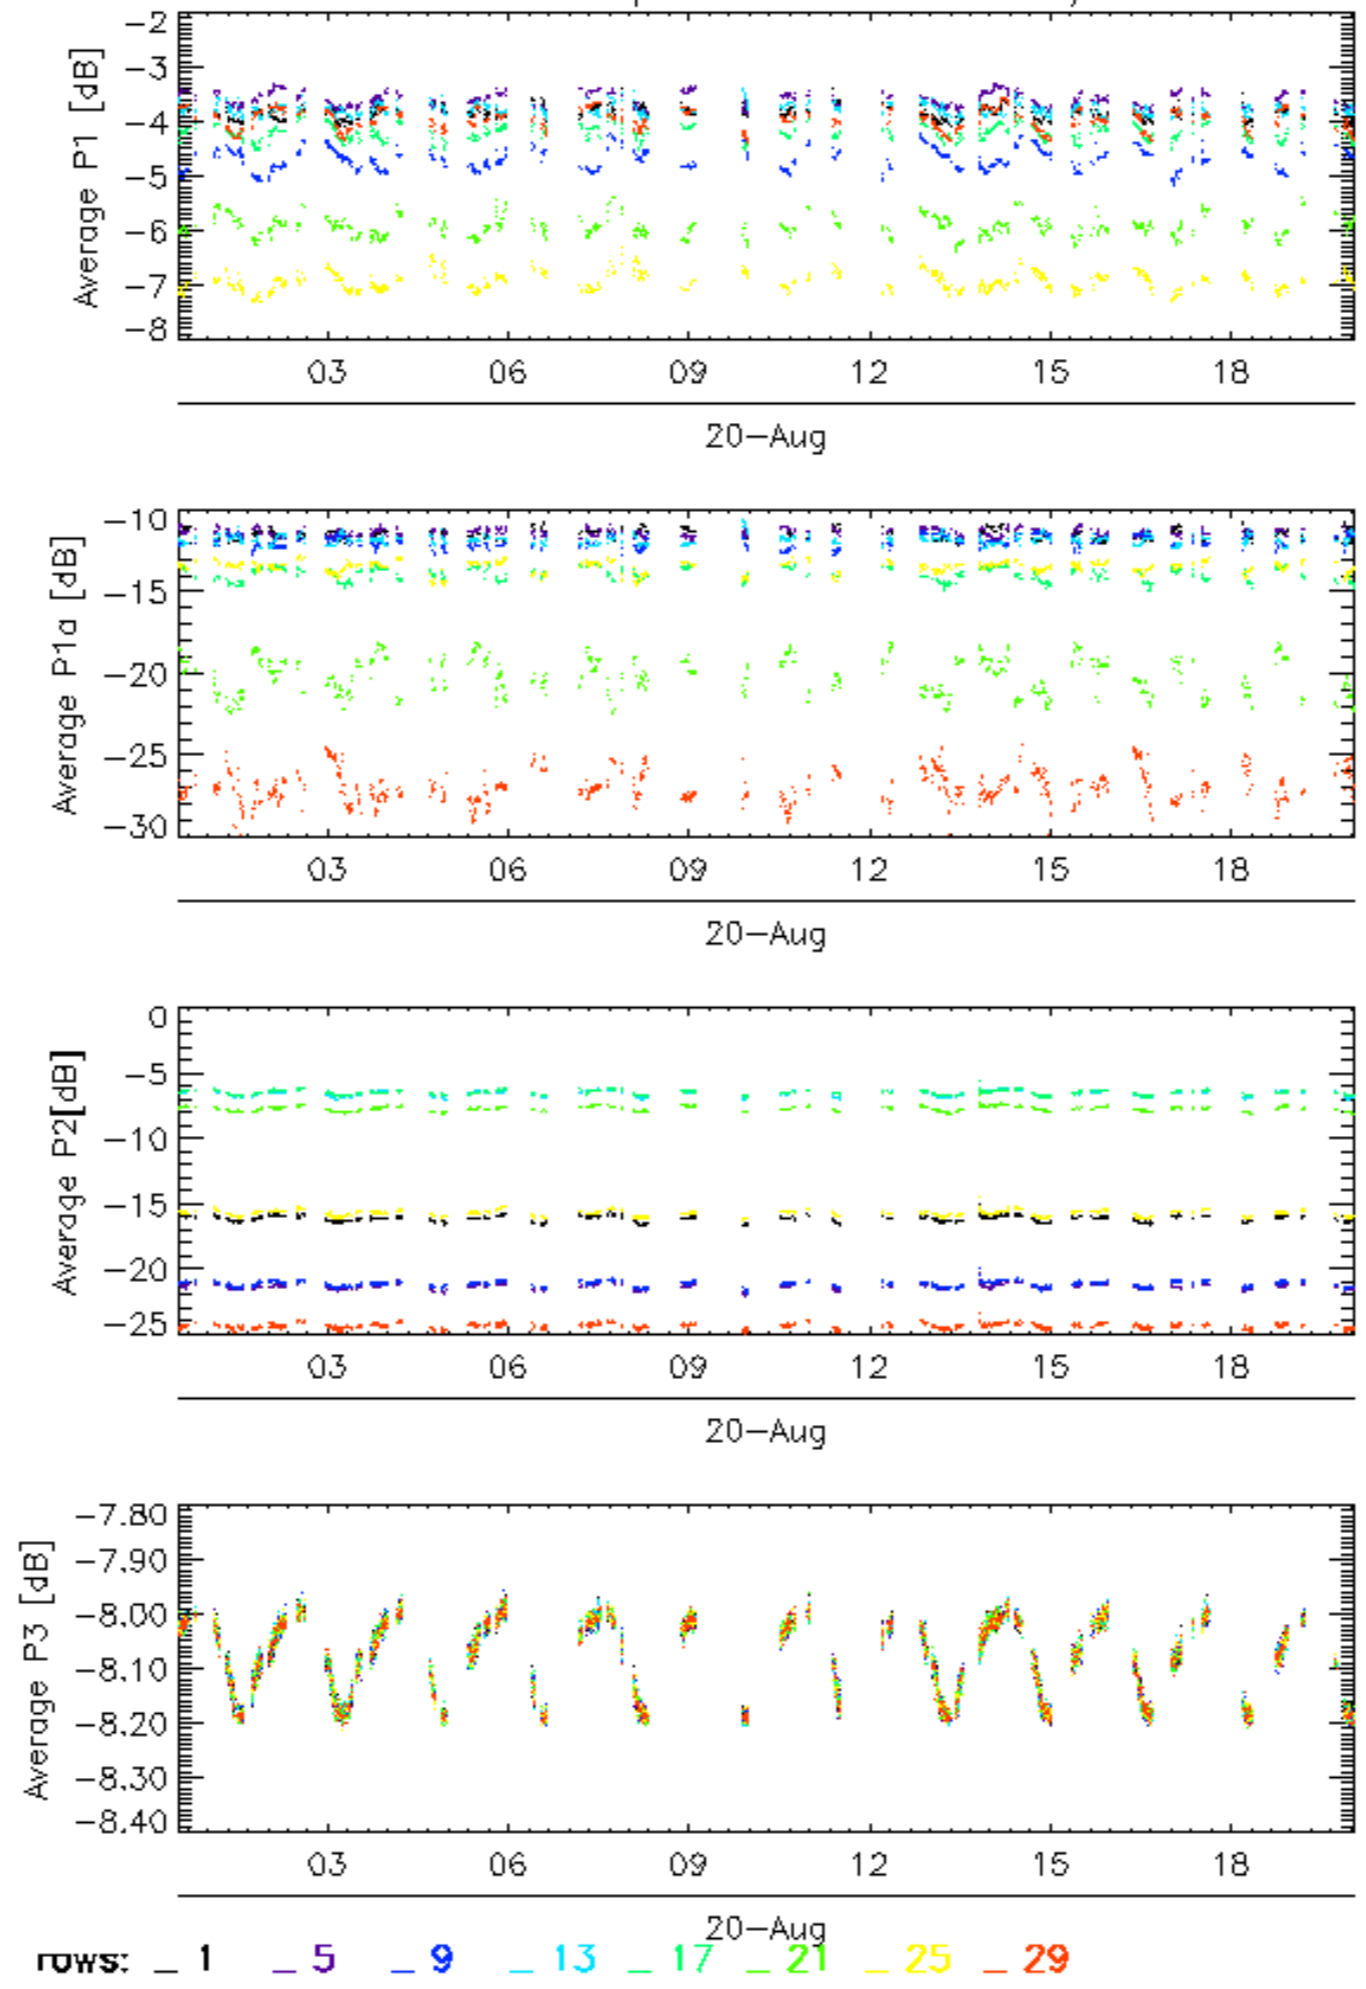 Average P1 [dB]
-2
-3
-4
-5
-6
-7
-8
03 06 09 12 15 18
20-Aug
Average P1a [dB]
-10
-15
-20
-25
-30
03 06 09 12 15 18
20-Aug
Average P2[dB]
0
-5
-10
-15
-20
-25
03 06 09 12 15 18
20-Aug
Average P3 [dB]
-7.80
-7.90
-8.00
-8.10
-8.20
-8.30
-8.40
03 06 09 12 15 18
20-Aug
rows: _ 1 _ 5 _ 9 _ 13 _ 17 _ 21 _ 25 _ 29